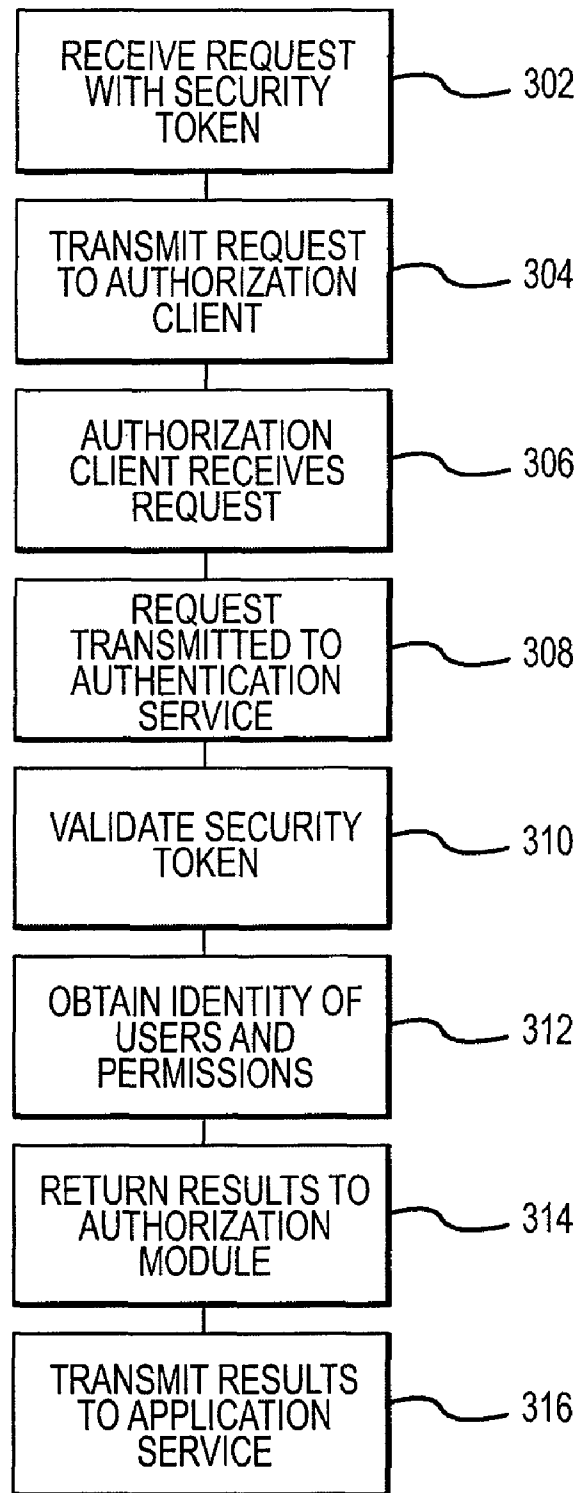 RECEIVE REQUEST
WITH SECURITY
TOKEN
302
TRANSMIT REQUEST
TO AUTHORIZATION
CLIENT
304
AUTHORIZATION
CLIENT RECEIVES
REQUEST
306
REQUEST
TRANSMITTED TO
AUTHENTICATION
SERVICE
308
VALIDATE SECURITY
TOKEN
310
OBTAIN IDENTITY OF
USERS AND
PERMISSIONS
312
RETURN RESULTS TO
AUTHORIZATION
MODULE
314
TRANSMIT RESULTS
TO APPLICATION
SERVICE
316